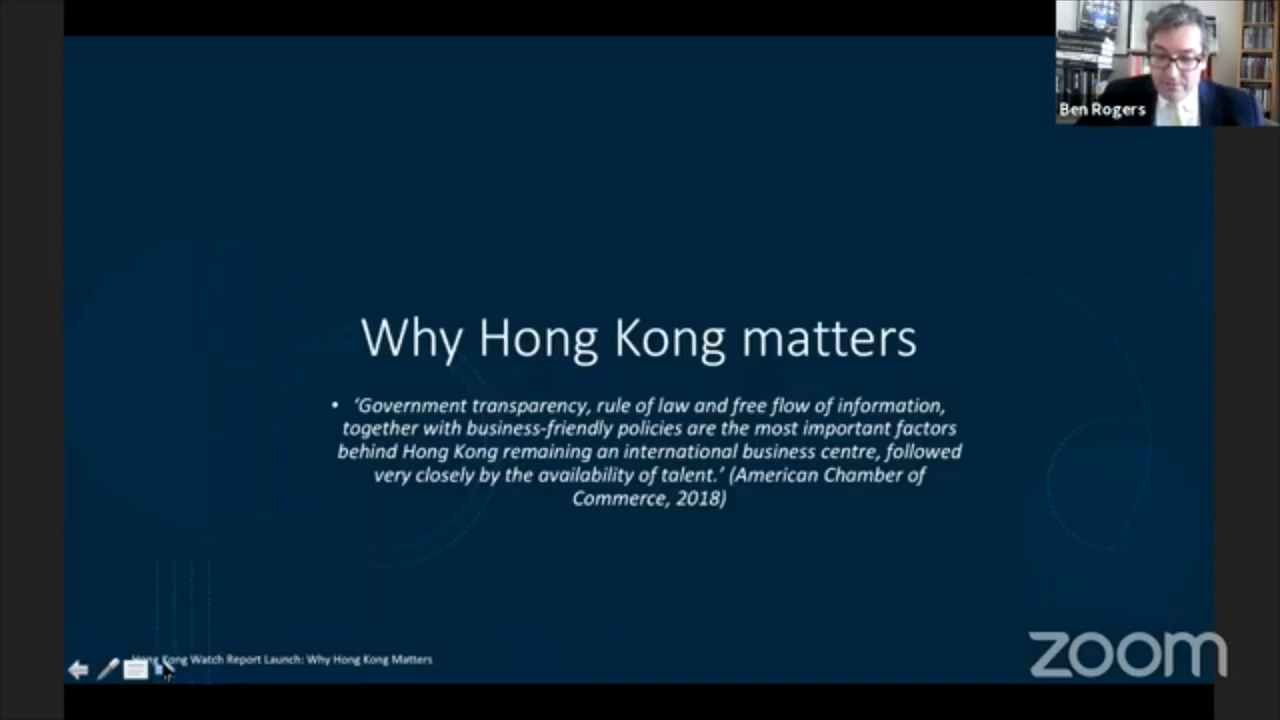 Ben Rogers
Why Hong Kong matters
• ‘Government transparency, rule of law and free flow of information,
together with business-friendly policies are the most important factors
behind Hong Kong remaining an international business centre, followed
very closely by the availability of talent.’ (American Chamber of
Commerce, 2018)
Hong Kong Watch Report Launch: Why Hong Kong Matters
zoom